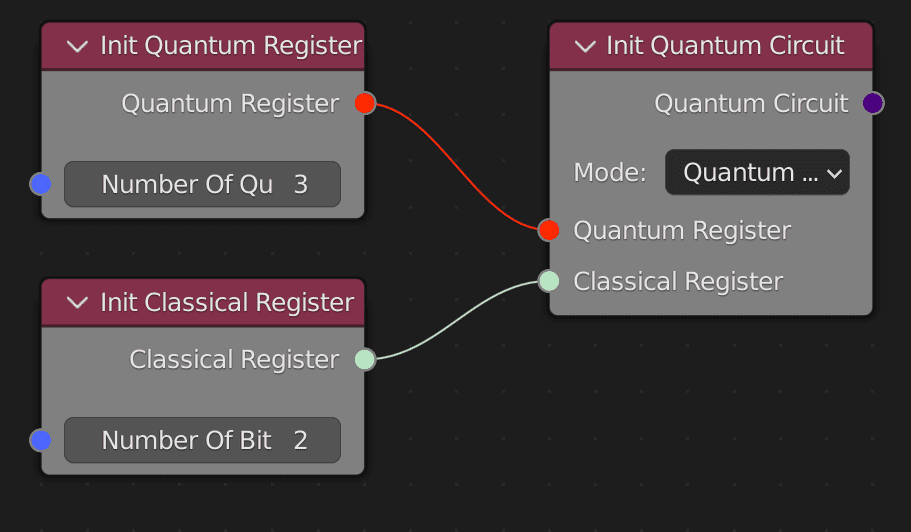 Init Quantum Register
Quantum Register
Number Of Qu 3
Init Classical Register
Classical Register
Number Of Bit 2
Init Quantum Circuit
Quantum Circuit
Mode: Quantum ...
Quantum Register
Classical Register